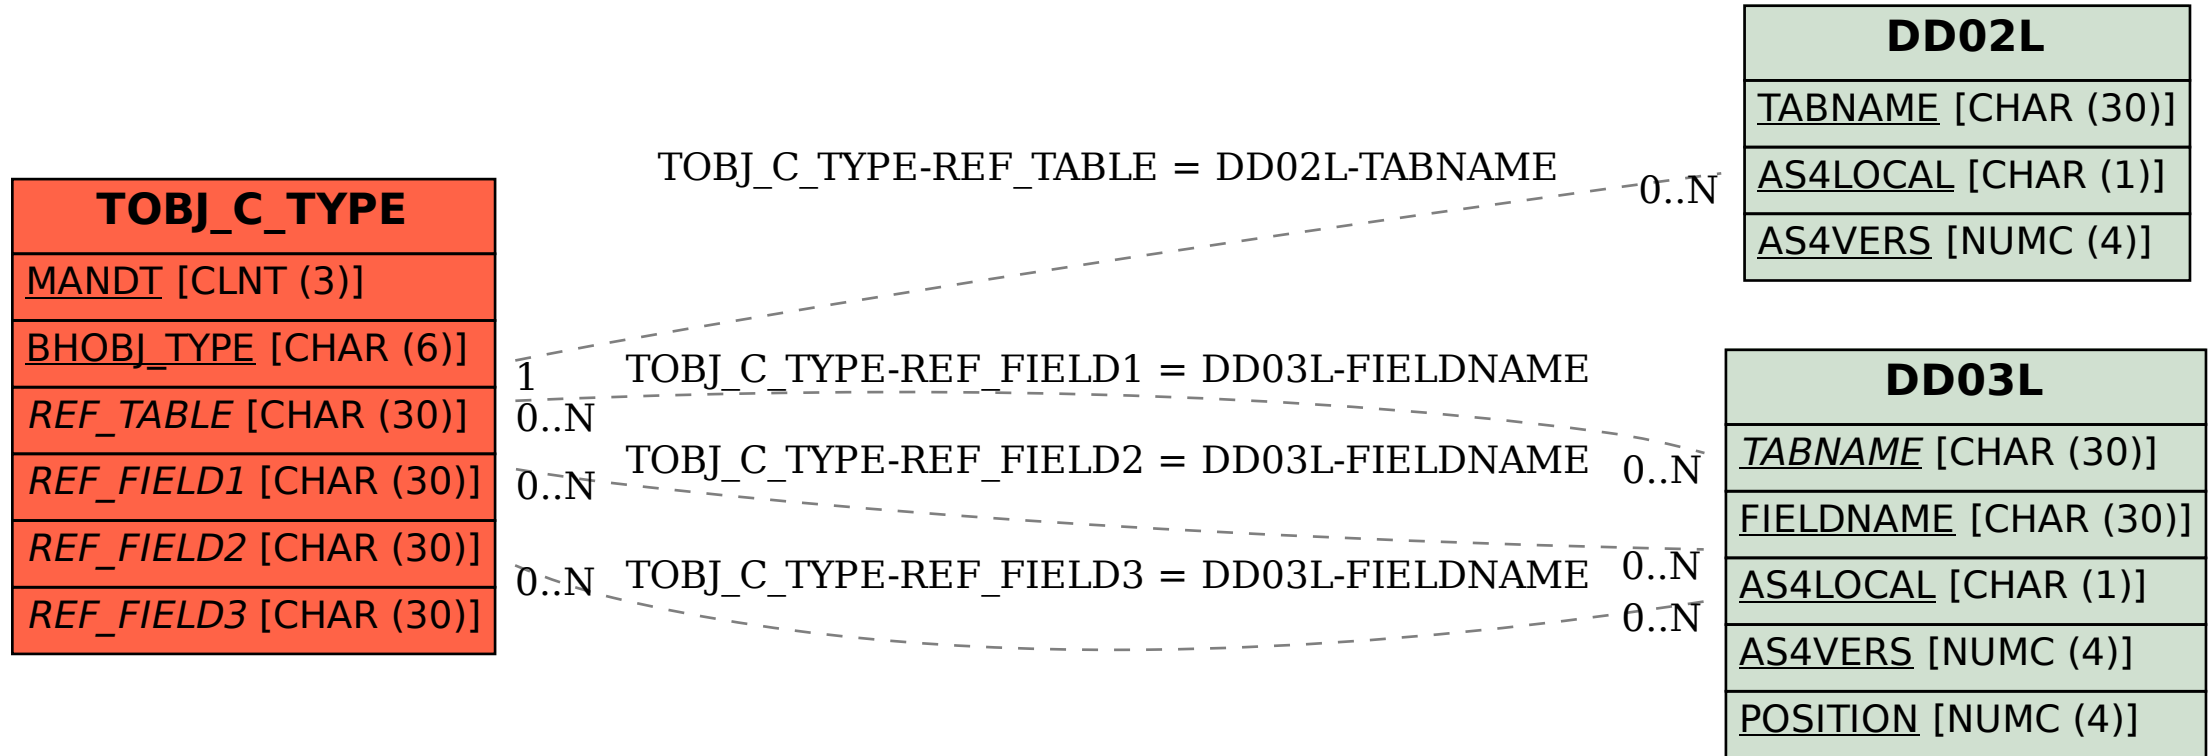 TOBJ_C_TYPE
MANDT [CLNT (3)]
BHOBJ_TYPE [CHAR (6)]
REF_TABLE [CHAR (30)]
REF_FIELD1 [CHAR (30)]
REF_FIELD2 [CHAR (30)]
REF_FIELD3 [CHAR (30)]
TOBJ_C_TYPE-REF_TABLE = DD02L-TABNAME
0..N
1
TOBJ_C_TYPE-REF_FIELD1 = DD03L-FIELDNAME
0..N
TOBJ_C_TYPE-REF_FIELD2 = DD03L-FIELDNAME
0..N
0..N
0..N
TOBJ_C_TYPE-REF_FIELD3 = DD03L-FIELDNAME
0..N
0..N
DD02L
TABNAME [CHAR (30)]
AS4LOCAL [CHAR (1)]
AS4VERS [NUMC (4)]
DD03L
TABNAME [CHAR (30)]
FIELDNAME [CHAR (30)]
AS4LOCAL [CHAR (1)]
AS4VERS [NUMC (4)]
POSITION [NUMC (4)]